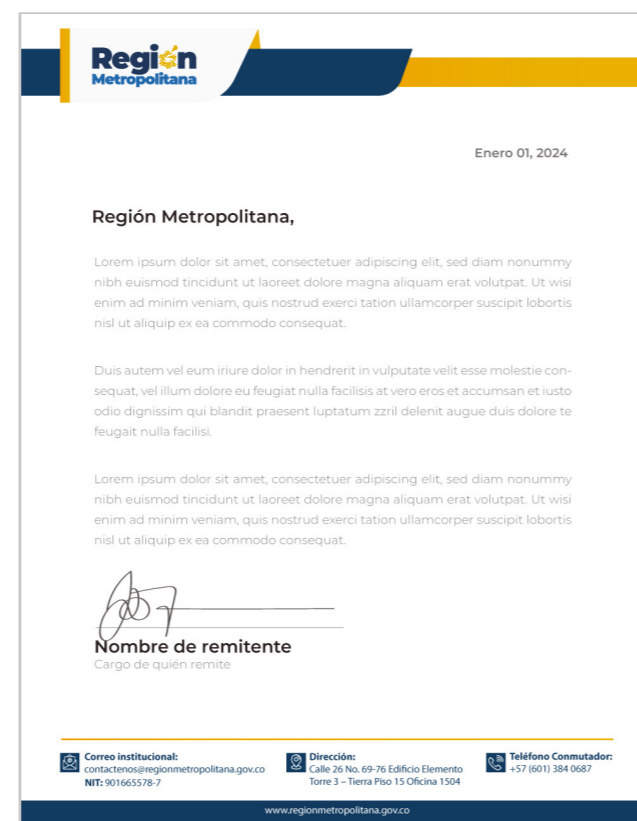 Región
Metropolitana
Enero 01, 2024
Región Metropolitana,
Lorem ipsum dolor sit amet, consectetuer adipiscing elit, sed diam nonummy
nibh euismod tincidunt ut laoreet dolore magna aliquam erat volutpat. Ut wisi
enim ad minim veniam, quis nostrud exerci tation ullamcorper suscipit lobortis
nisl ut aliquip ex ea commodo consequat.
Duis autem vel eum iriure dolor in hendrerit in vulputate velit esse molestie con-
sequat, vel illum dolore eu feugiat nulla facilisis at vero eros et accumsan et iusto
odio dignissim qui blandit praesent luptatum zzril delenit augue duis dolore te
feugait nulla facilisi.
Lorem ipsum dolor sit amet, consectetuer adipiscing elit, sed diam nonummy
nibh euismod tincidunt ut laoreet dolore magna aliquam erat volutpat. Ut wisi
enim ad minim veniam, quis nostrud exerci tation ullamcorper suscipit lobortis
nisl ut aliquip ex ea commodo consequat.
Nombre de remitente
Cargo de quién remite
Correo institucional:
contactenos@regionmetropolitana.gov.co
NIT: 901665578-7
Dirección:
Calle 26 No. 69-76 Edificio Elemento
Torre 3 – Tierra Piso 15 Oficina 1504
Teléfono Conmutador:
+57 (601) 384 0687
www.regionmetropolitana.gov.co